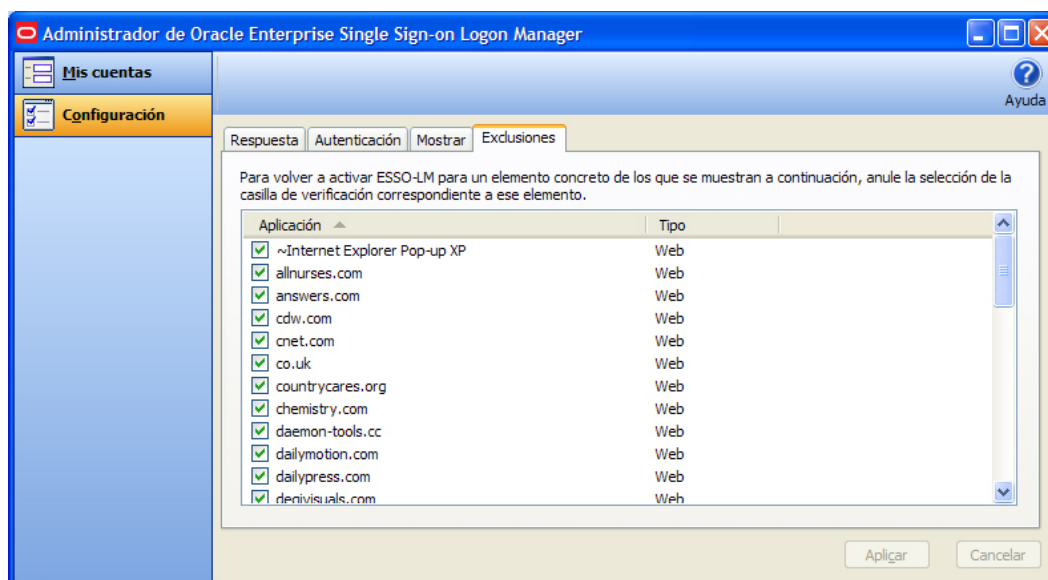 Administrador de Oracle Enterprise Single Sign-on Logon Manager
Mis cuentas
Configuración
Ayuda
Respuesta Autenticación Mostrar Exclusiones
Para volver a activar ESSO-LM para un elemento concreto de los que se muestran a continuación, anule la selección de la
casilla de verificación correspondiente a ese elemento.
Aplicación Tipo
~Internet Explorer Pop-up XP Web
allnurses.com Web
answers.com Web
cdw.com Web
cnet.com Web
co.uk Web
countrycares.org Web
chemistry.com Web
daemon-tools.cc Web
dailymotion.com Web
dailypress.com Web
degivisuals.com Web
Aplicar Cancelar